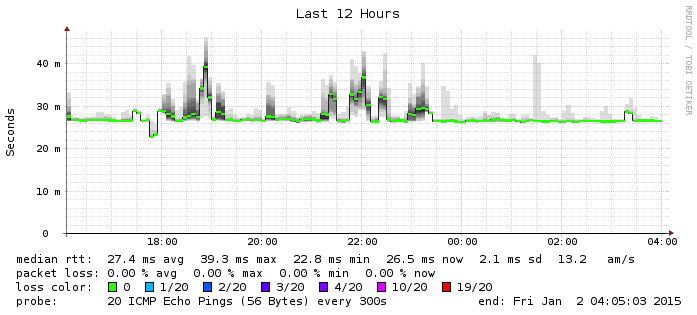 Last 12 Hours
RRDTOOL / TOBI OETIKER
Seconds
40 m
30 m
20 m
10 m
0
18:00 20:00 22:00 00:00 02:00 04:00
median rtt: 27.4 ms avg 39.3 ms max 22.8 ms min 26.5 ms now 2.1 ms sd 13.2 am/s
packet loss: 0.00 % avg 0.00 % max 0.00 % min 0.00 % now
loss color: 0 1/20 2/20 3/20 4/20 10/20 19/20
probe: 20 ICMP Echo Pings (56 Bytes) every 300s end: Fri Jan 2 04:05:03 2015